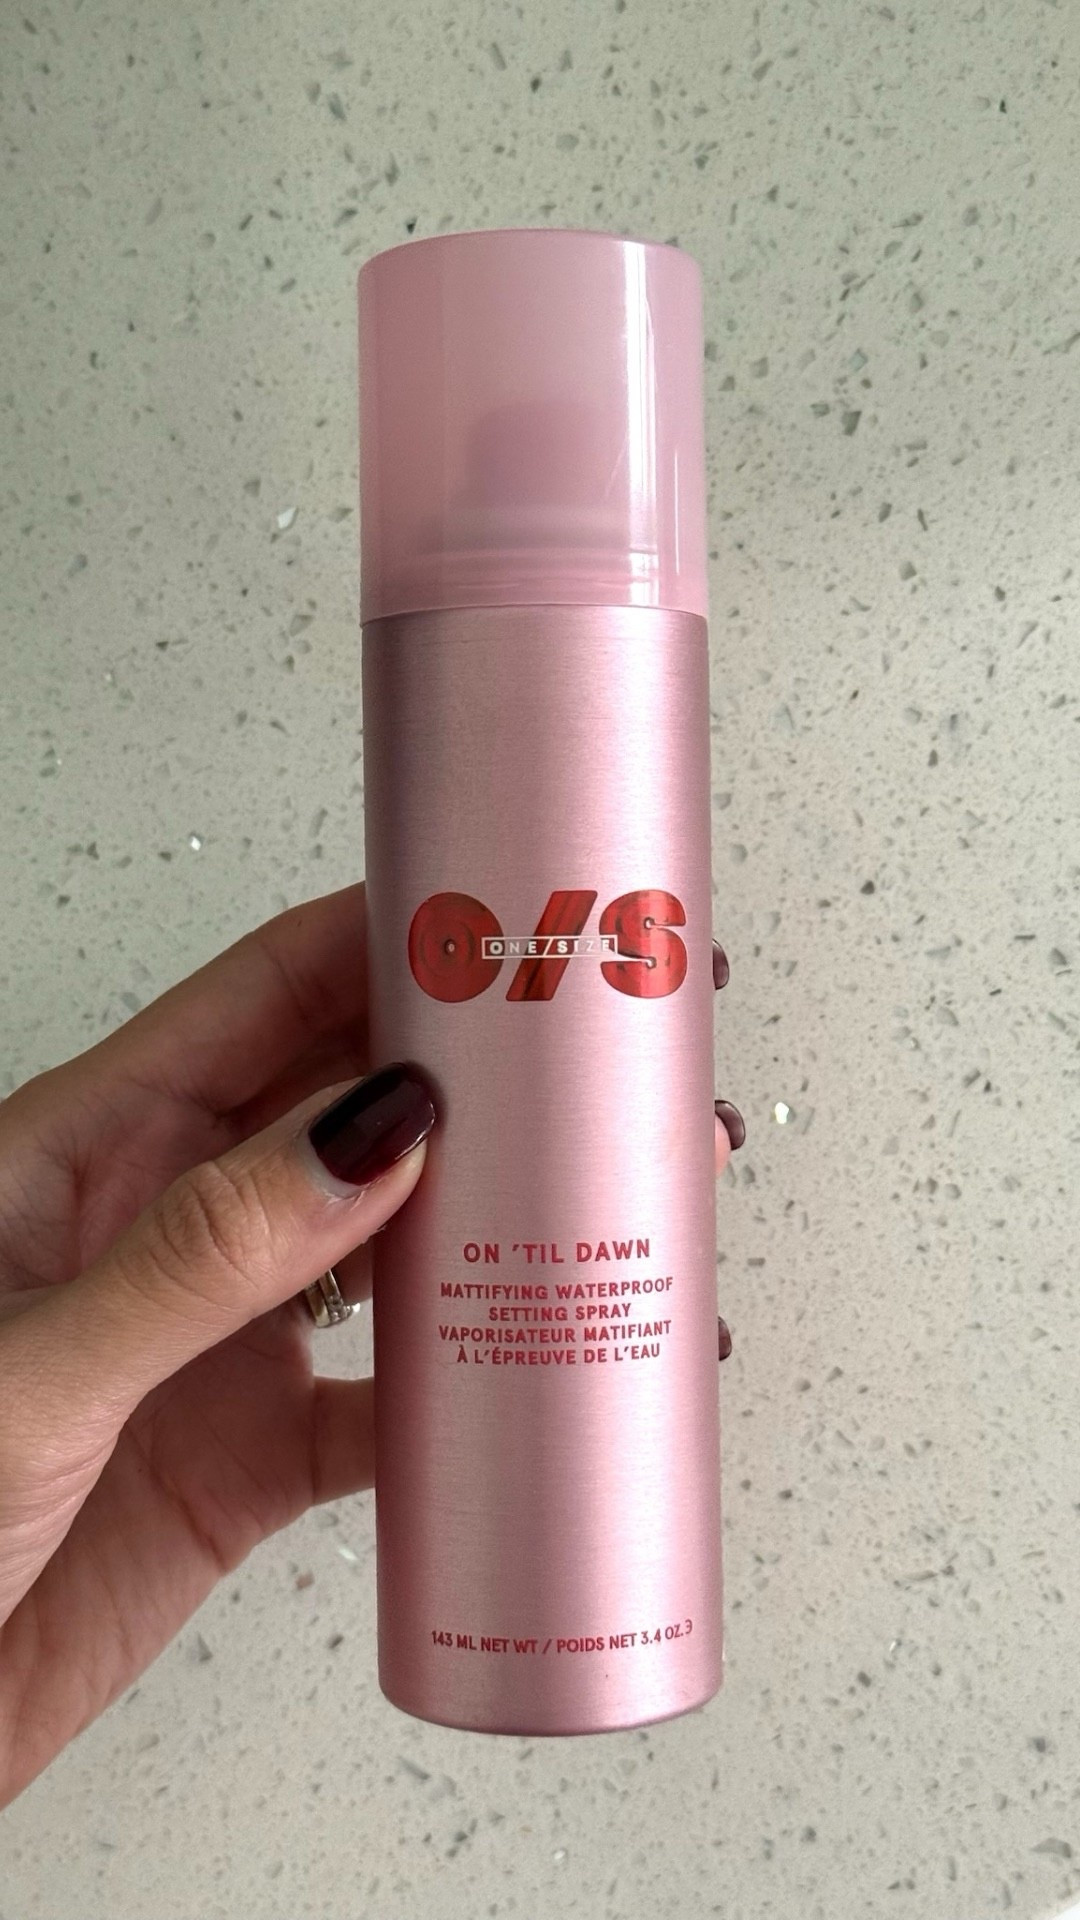 O/S
ONE/SIZE
ON 'TIL DAWN
MATTIFYING WATERPROOF
SETTING SPRAY
VAPORISATEUR MATIFIANT
À L'ÉPREUVE DE L'EAU
143 ML NET WT / POIDS NET 3.4 OZ. ℮